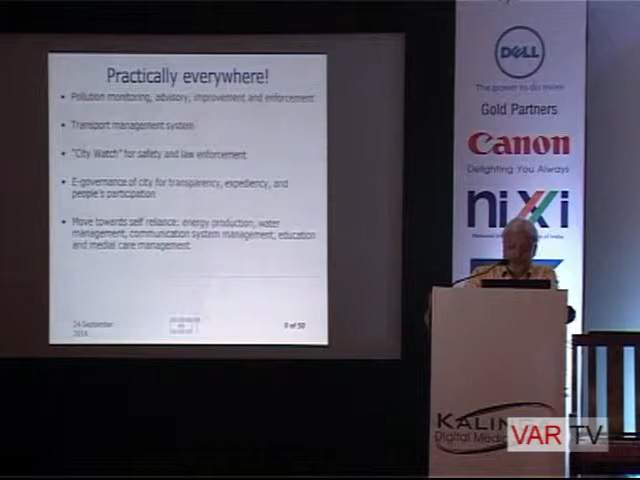 Practically everywhere!
• Pollution monitoring, advisory, improvement and enforcement
• Transport management system
• "City Watch" for safety and law enforcement
• E-governance of city for transparency, expediency, and
people's participation
• Move towards self reliance: energy production, water
management, communication system management, education
and medial care management
24 September
9 of 50
DELL
The power to do more
Gold Partners
Canon
Delighting You Always
nixi
of India
KALIN
Digital Medi
VAR TV